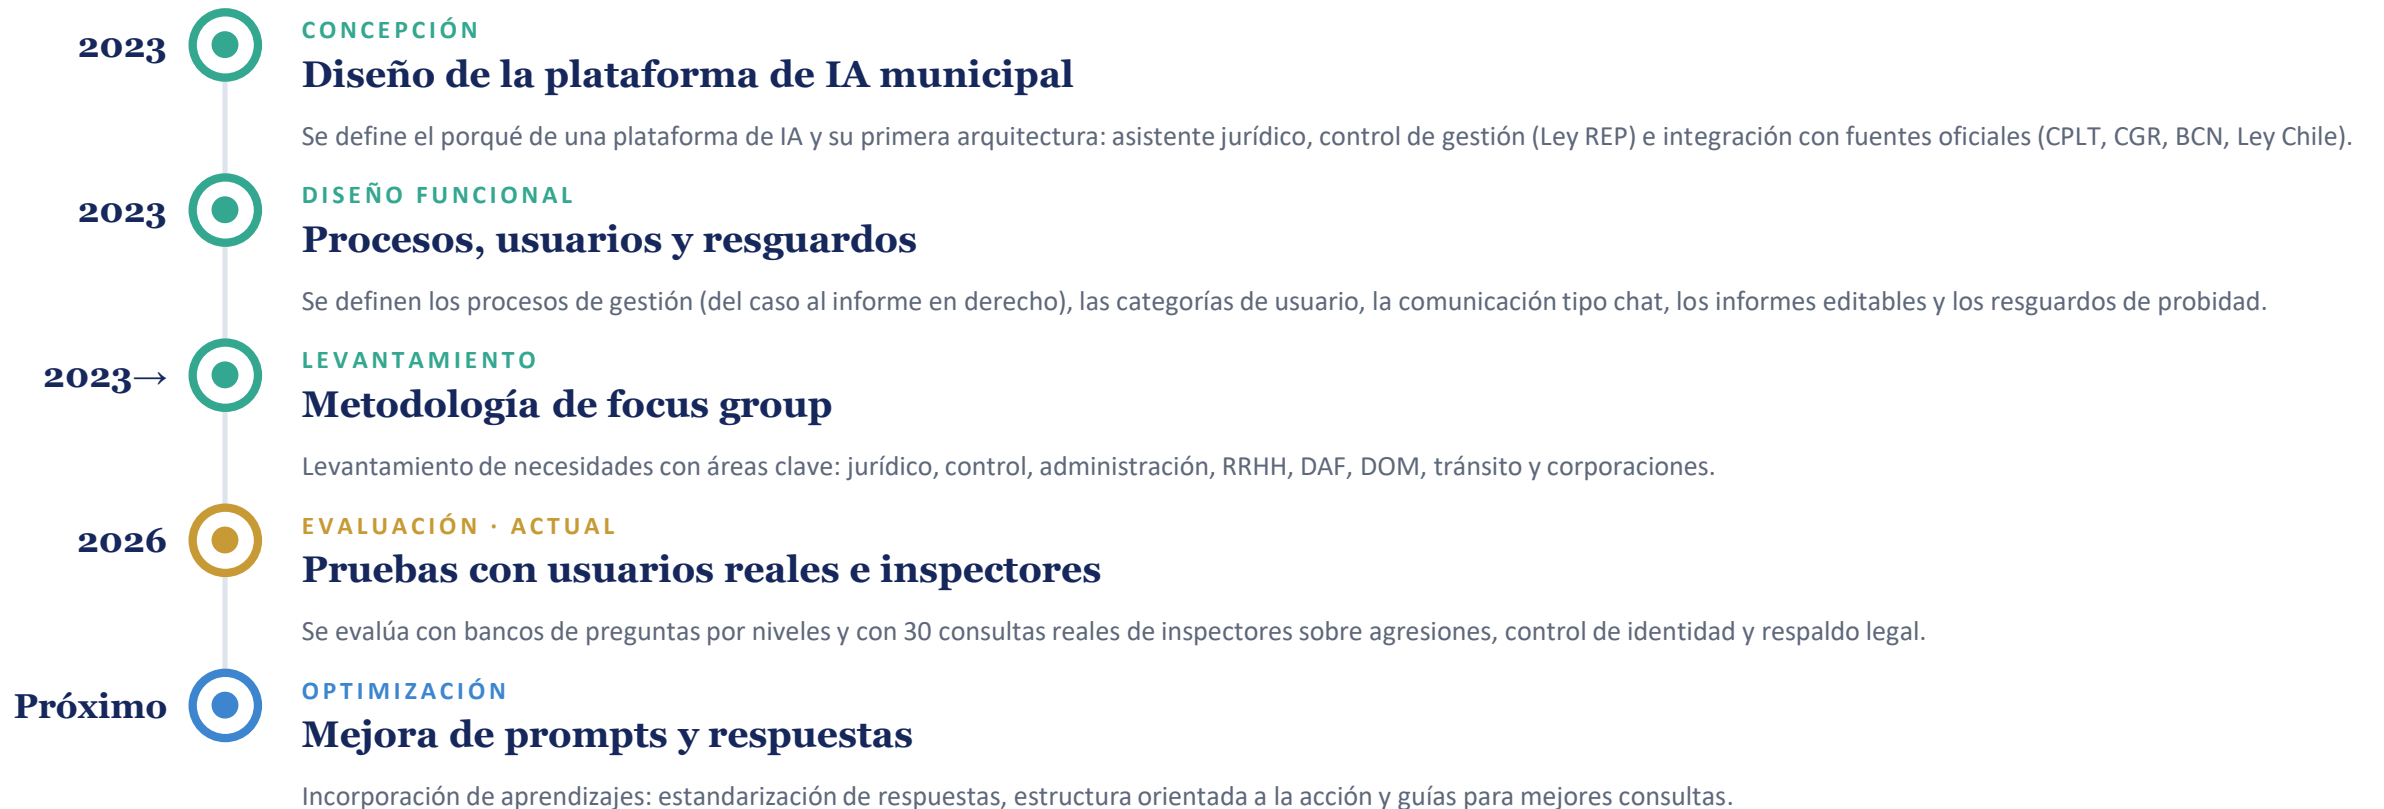 2023
CONCEPCIÓN
Diseño de la plataforma de IA municipal
Se define el porqué de una plataforma de IA y su primera arquitectura: asistente jurídico, control de gestión (Ley REP) e integración con fuentes oficiales (CPLT, CGR, BCN, Ley Chile).
2023
DISEÑO FUNCIONAL
Procesos, usuarios y resguardos
Se definen los procesos de gestión (del caso al informe en derecho), las categorías de usuario, la comunicación tipo chat, los informes editables y los resguardos de probidad.
2023→
LEVANTAMIENTO
Metodología de focus group
Levantamiento de necesidades con áreas clave: jurídico, control, administración, RRHH, DAF, DOM, tránsito y corporaciones.
2026
EVALUACIÓN · ACTUAL
Pruebas con usuarios reales e inspectores
Se evalúa con bancos de preguntas por niveles y con 30 consultas reales de inspectores sobre agresiones, control de identidad y respaldo legal.
Próximo
OPTIMIZACIÓN
Mejora de prompts y respuestas
Incorporación de aprendizajes: estandarización de respuestas, estructura orientada a la acción y guías para mejores consultas.